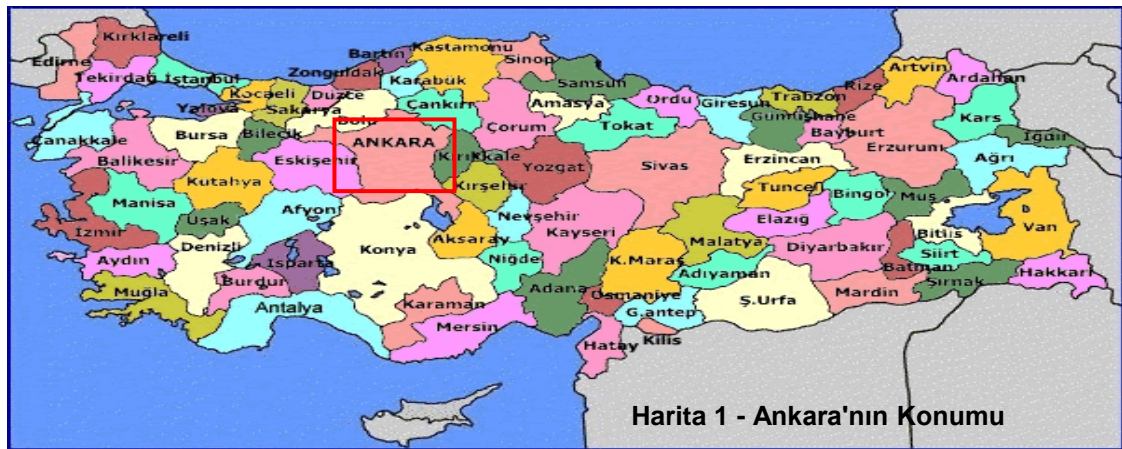 Kırklareli
Edirne
Tekirdağ
İstanbul
Kocaeli
Yalova
Sakarya
Düzce
Zonguldak
Bartın
Karabük
Kastamonu
Sinop
Samsun
Çankırı
Bolu
Çorum
Amasya
Tokat
Ordu
Giresun
Trabzon
Gümüşhane
Rize
Artvin
Ardahan
Bayburt
Kars
Iğdır
Erzurum
Ağrı
Çanakkale
Bursa
Bilecik
Balikesir
Eskişehir
ANKARA
Kırıkkale
Yozgat
Sivas
Erzincan
Kutahya
Kırşehir
Tuncel
Bingöl
Muş
Manisa
Uşak
Afyon
Nevşehir
Kayseri
Elazığ
Bitlis
Van
İzmir
Denizli
Konya
Aksaray
Malatya
Diyarbakır
Aydın
Isparta
Niğde
K.Maraş
Adıyaman
Batman
Siirt
Hakkari
Muğla
Burdur
Antalya
Karaman
Adana
Osmaniye
Ş.Urfa
Mardin
Şırnak
Mersin
G.antep
Hatay
Kilis
Harita 1 - Ankara'nın Konumu